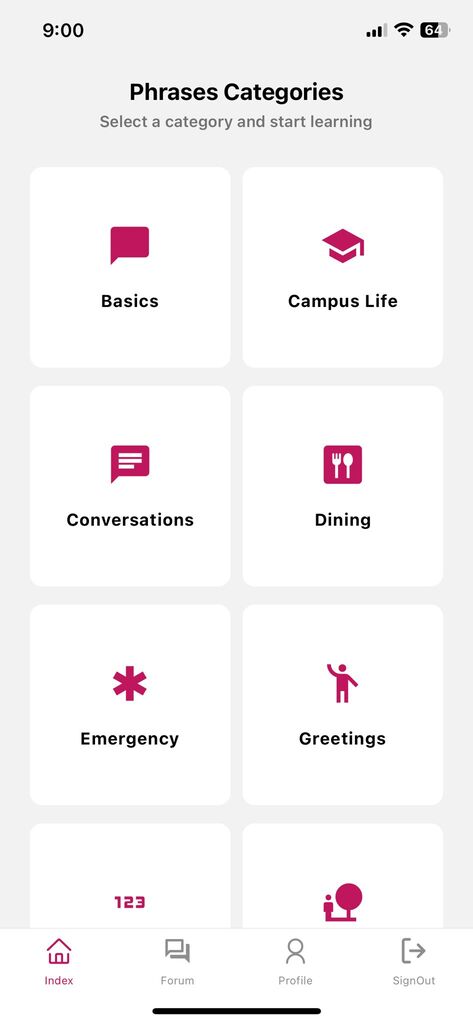 9:00
64
Phrases Categories
Select a category and start learning
Basics
Campus Life
Conversations
Dining
Emergency
Greetings
123
Index
Forum
Profile
SignOut